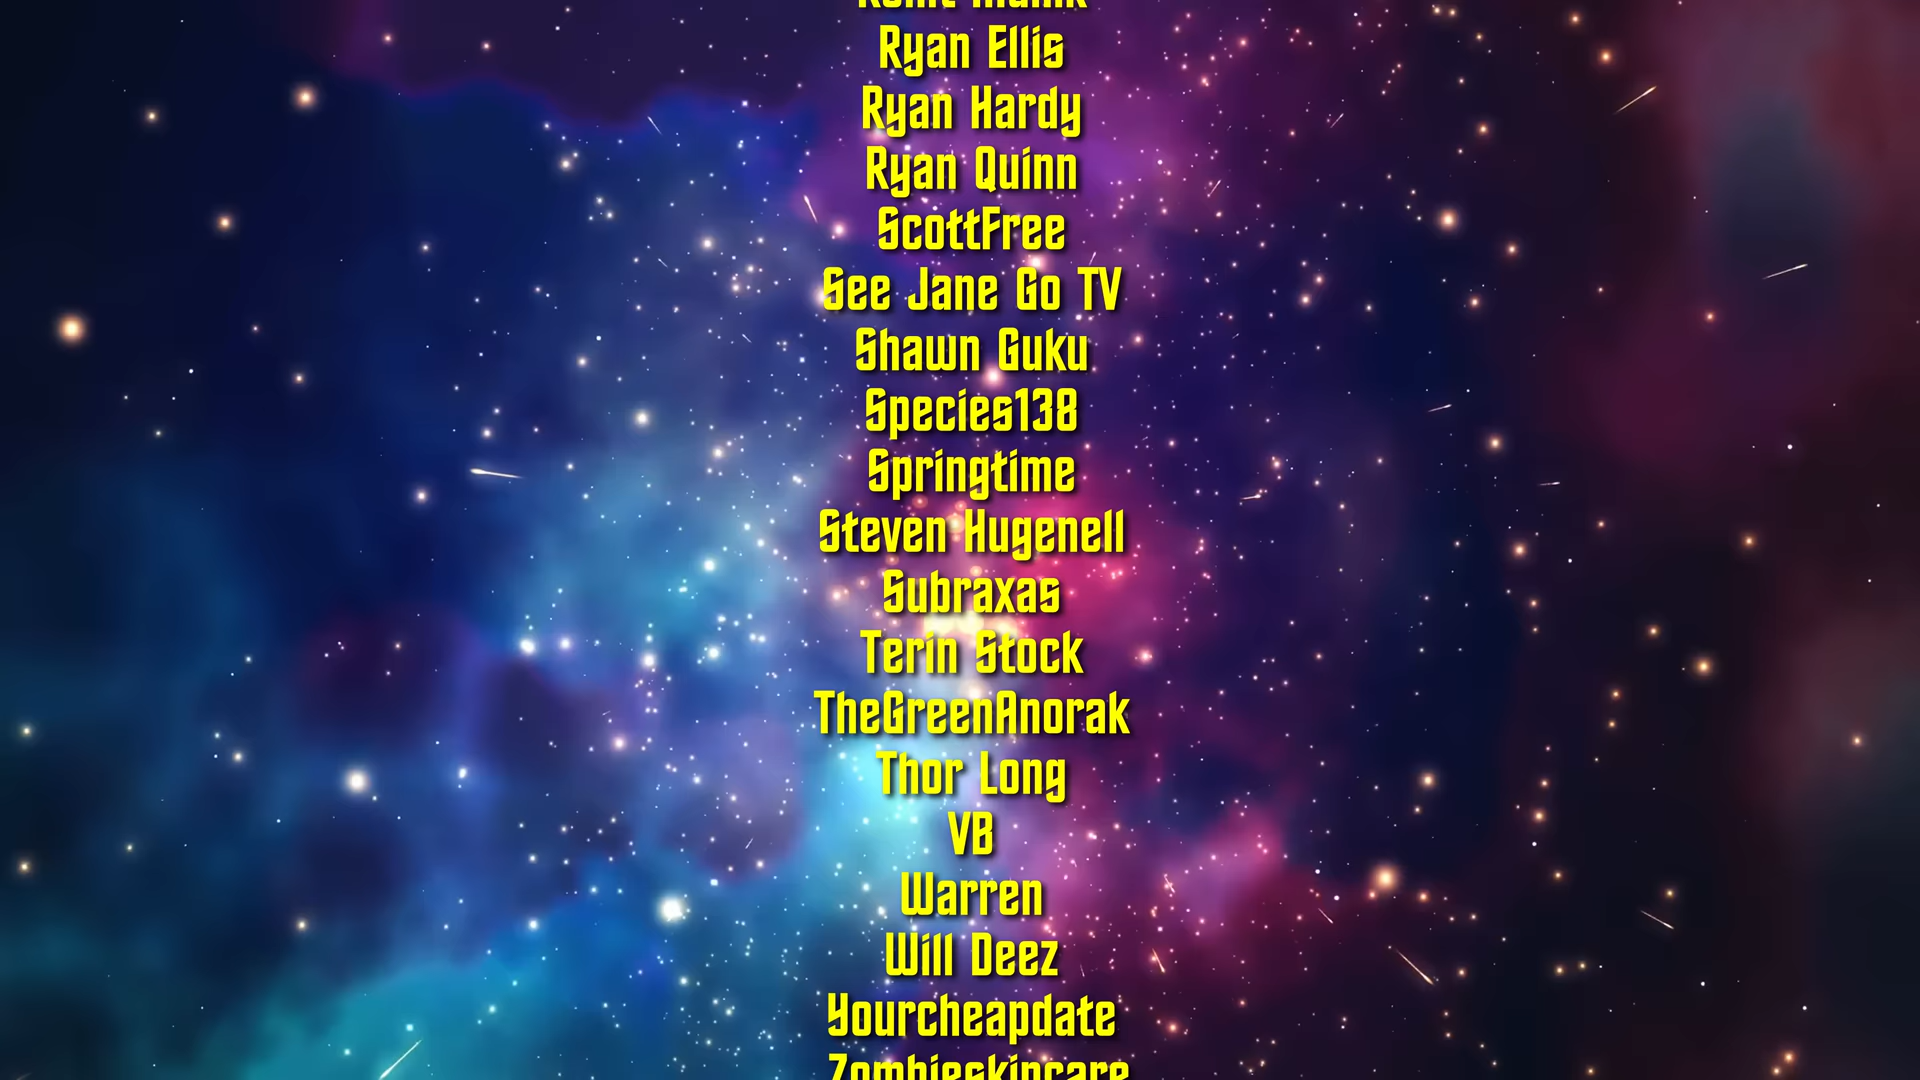 Ryan Ellis
Ryan Hardy
Ryan Quinn
ScottFree
See Jane Go TV
Shawn Guku
Species138
Springtime
Steven Hugenell
Subraxas
Terin Stock
TheGreenAnorak
Thor Long
VB
Warren
Will Deez
Yourcheapdate
Zombieskincare